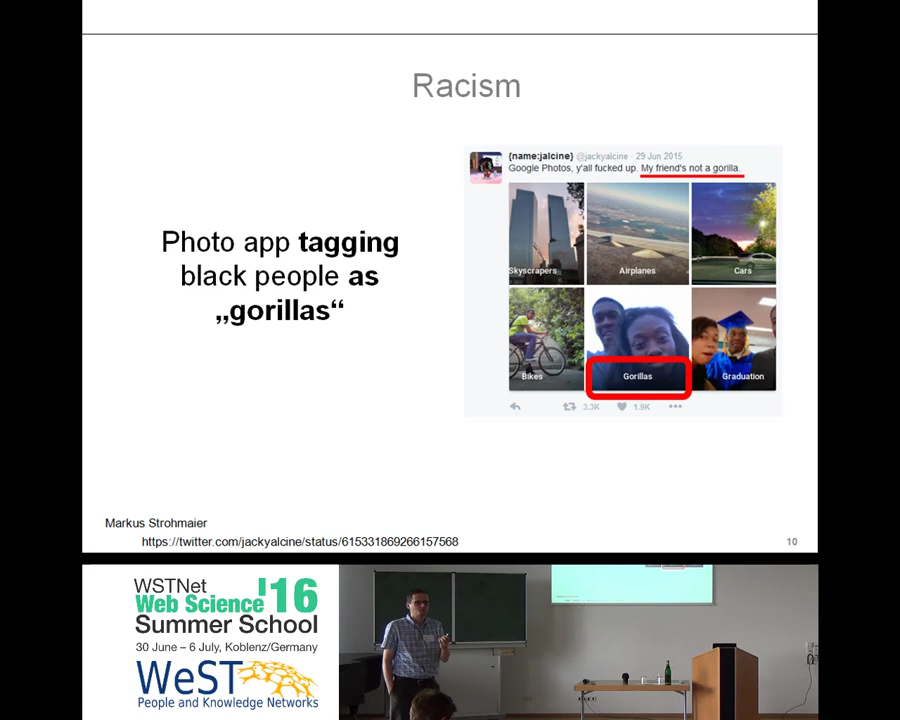 Racism
Photo app tagging
black people as
„gorillas“
{name:jalcine} @jackyalcine · 29 Jun 2015
Google Photos, y'all fucked up. My friend's not a gorilla.
Skyscrapers
Airplanes
Cars
Bikes
Gorillas
Graduation
3.3K
1.9K
Markus Strohmaier
https://twitter.com/jackyalcine/status/615331869266157568
10
WSTNet
Web Science '16
Summer School
30 June – 6 July, Koblenz/Germany
WeST
People and Knowledge Networks